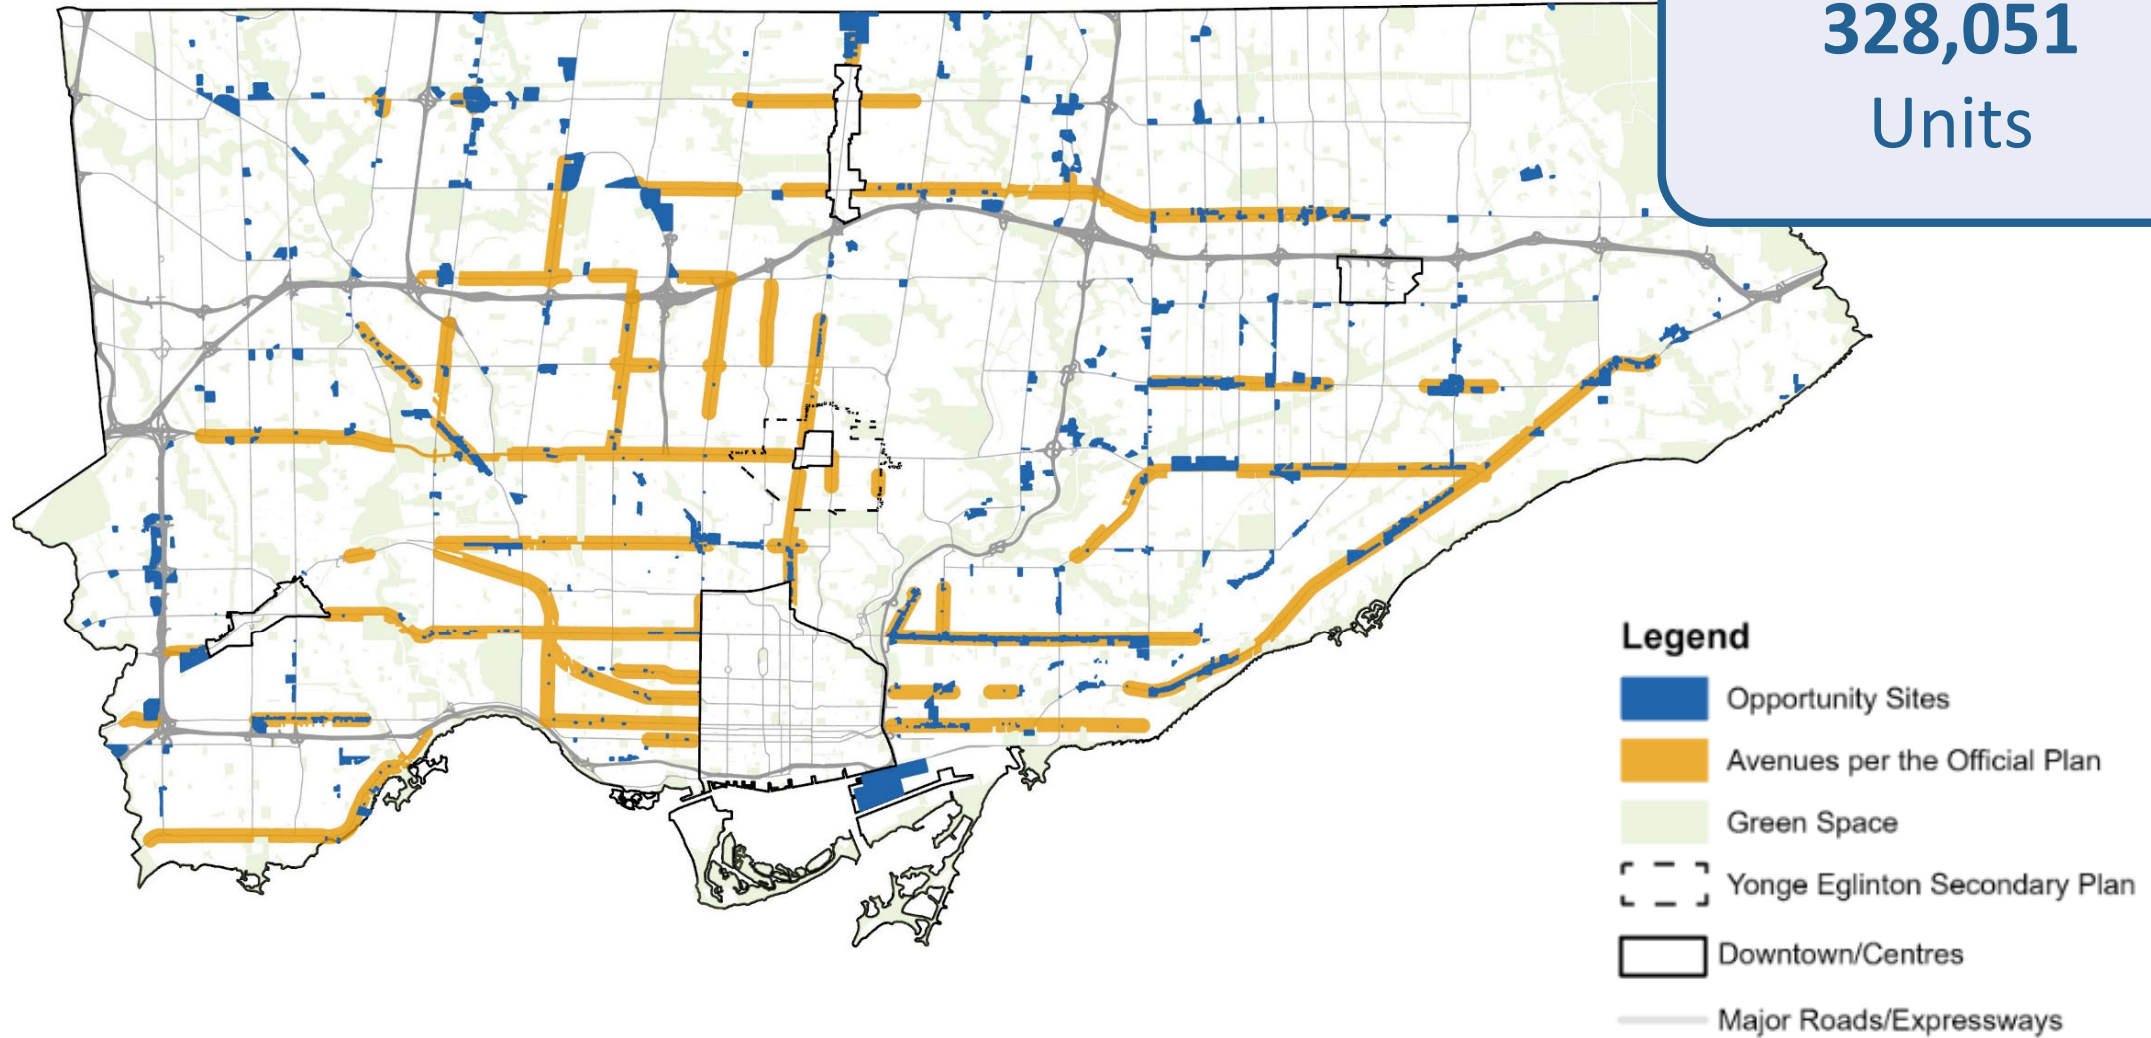 328,051
Units
Legend
Opportunity Sites
Avenues per the Official Plan
Green Space
Yonge Eglinton Secondary Plan
Downtown/Centres
Major Roads/Expressways